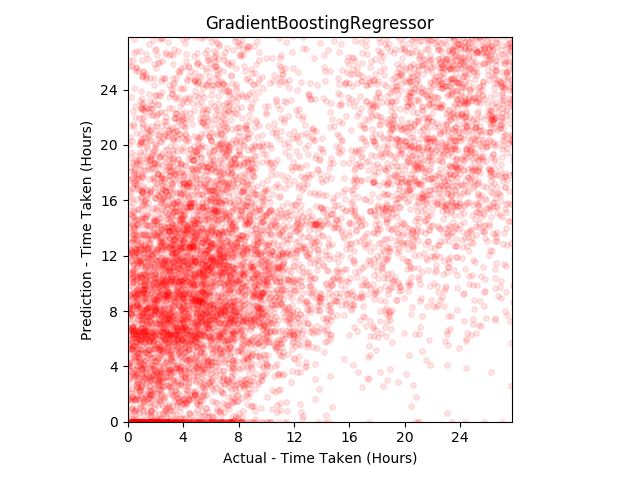 GradientBoostingRegressor
Prediction - Time Taken (Hours)
24
20
16
12
8
4
0
0 4 8 12 16 20 24
Actual - Time Taken (Hours)